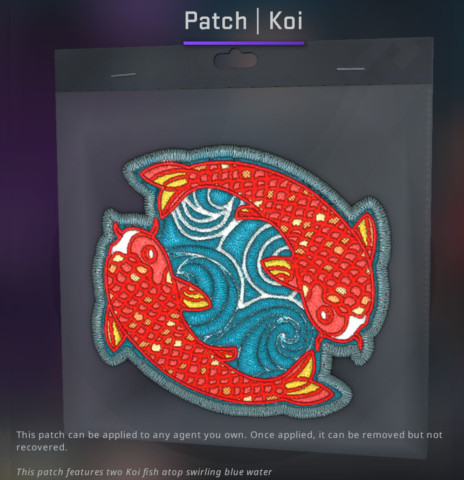 Patch | Koi
This patch can be applied to any agent you own. Once applied, it can be removed but not
recovered.
This patch features two Koi fish atop swirling blue water